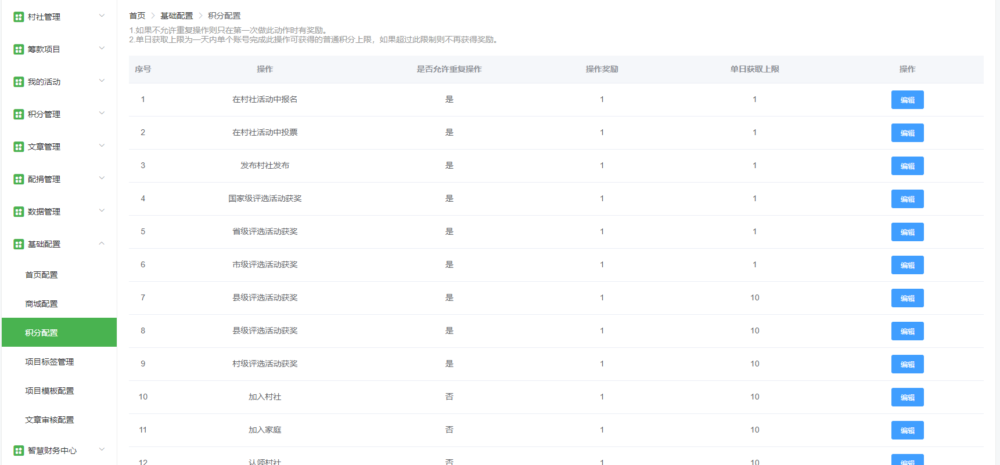 村社管理
筹款项目
我的活动
积分管理
文章管理
配捐管理
数据管理
基础配置
首页配置
商城配置
积分配置
项目标签管理
项目模板配置
文章审核配置
智慧财务中心
首页 基础配置 积分配置
1.如果不允许重复操作则只在第一次做此动作时有奖励。
2.单日获取上限为一天内单个账号完成此操作可获得的普通积分上限，如果超过此限制则不再获得奖励。
序号 操作 是否允许重复操作 操作奖励 单日获取上限 操作
1 在村社活动中报名 是 1 1 编辑
2 在村社活动中投票 是 1 1 编辑
3 发布村社发布 是 1 1 编辑
4 国家级评选活动获奖 是 1 1 编辑
5 省级评选活动获奖 是 1 1 编辑
6 市级评选活动获奖 是 1 1 编辑
7 县级评选活动获奖 是 1 10 编辑
8 县级评选活动获奖 是 1 10 编辑
9 村级评选活动获奖 是 1 10 编辑
10 加入村社 否 1 10 编辑
11 加入家庭 否 1 10 编辑
12 认领村社 否 1 10 编辑